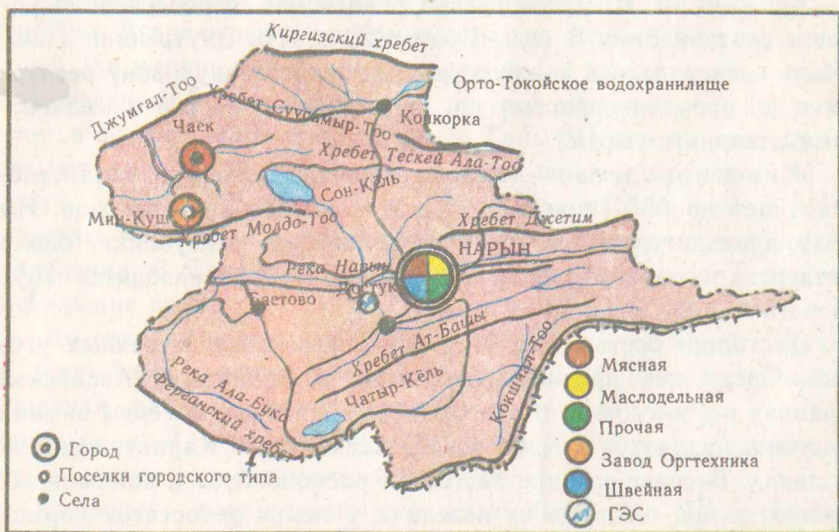 Киргизский хребет
Орто-Токойское водохранилище
Джумгал-Тоо
Хребет Суусамыр-Тоо
Кочкорка
Чаек
Хребет Тескей Ала-Тоо
Сон-Кёль
Мин-Куш
Хребет Молдо-Тоо
Хребет Джетим
НАРЫН
Река Нарын
Достук
Баетово
Хребет Ат-Башы
Чатыр-Кёль
Кокшаал-Тоо
Река Ала-Бука
Ферганский хребет
Город
Поселки городского типа
Села
Мясная
Маслодельная
Прочая
Завод Оргтехника
Швейная
ГЭС